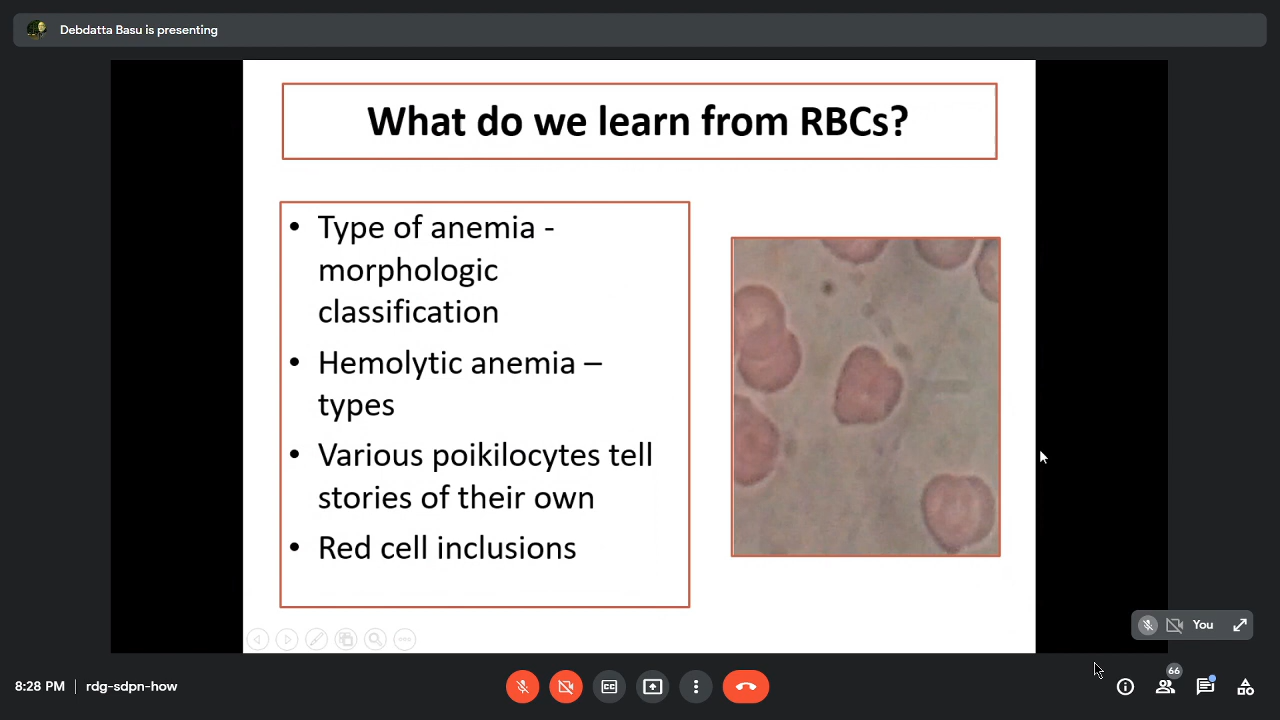 Debdatta Basu is presenting
What do we learn from RBCs?
• Type of anemia -
morphologic
classification
• Hemolytic anemia –
types
• Various poikilocytes tell
stories of their own
• Red cell inclusions
You
66
8:28 PM | rdg-sdpn-how
CC